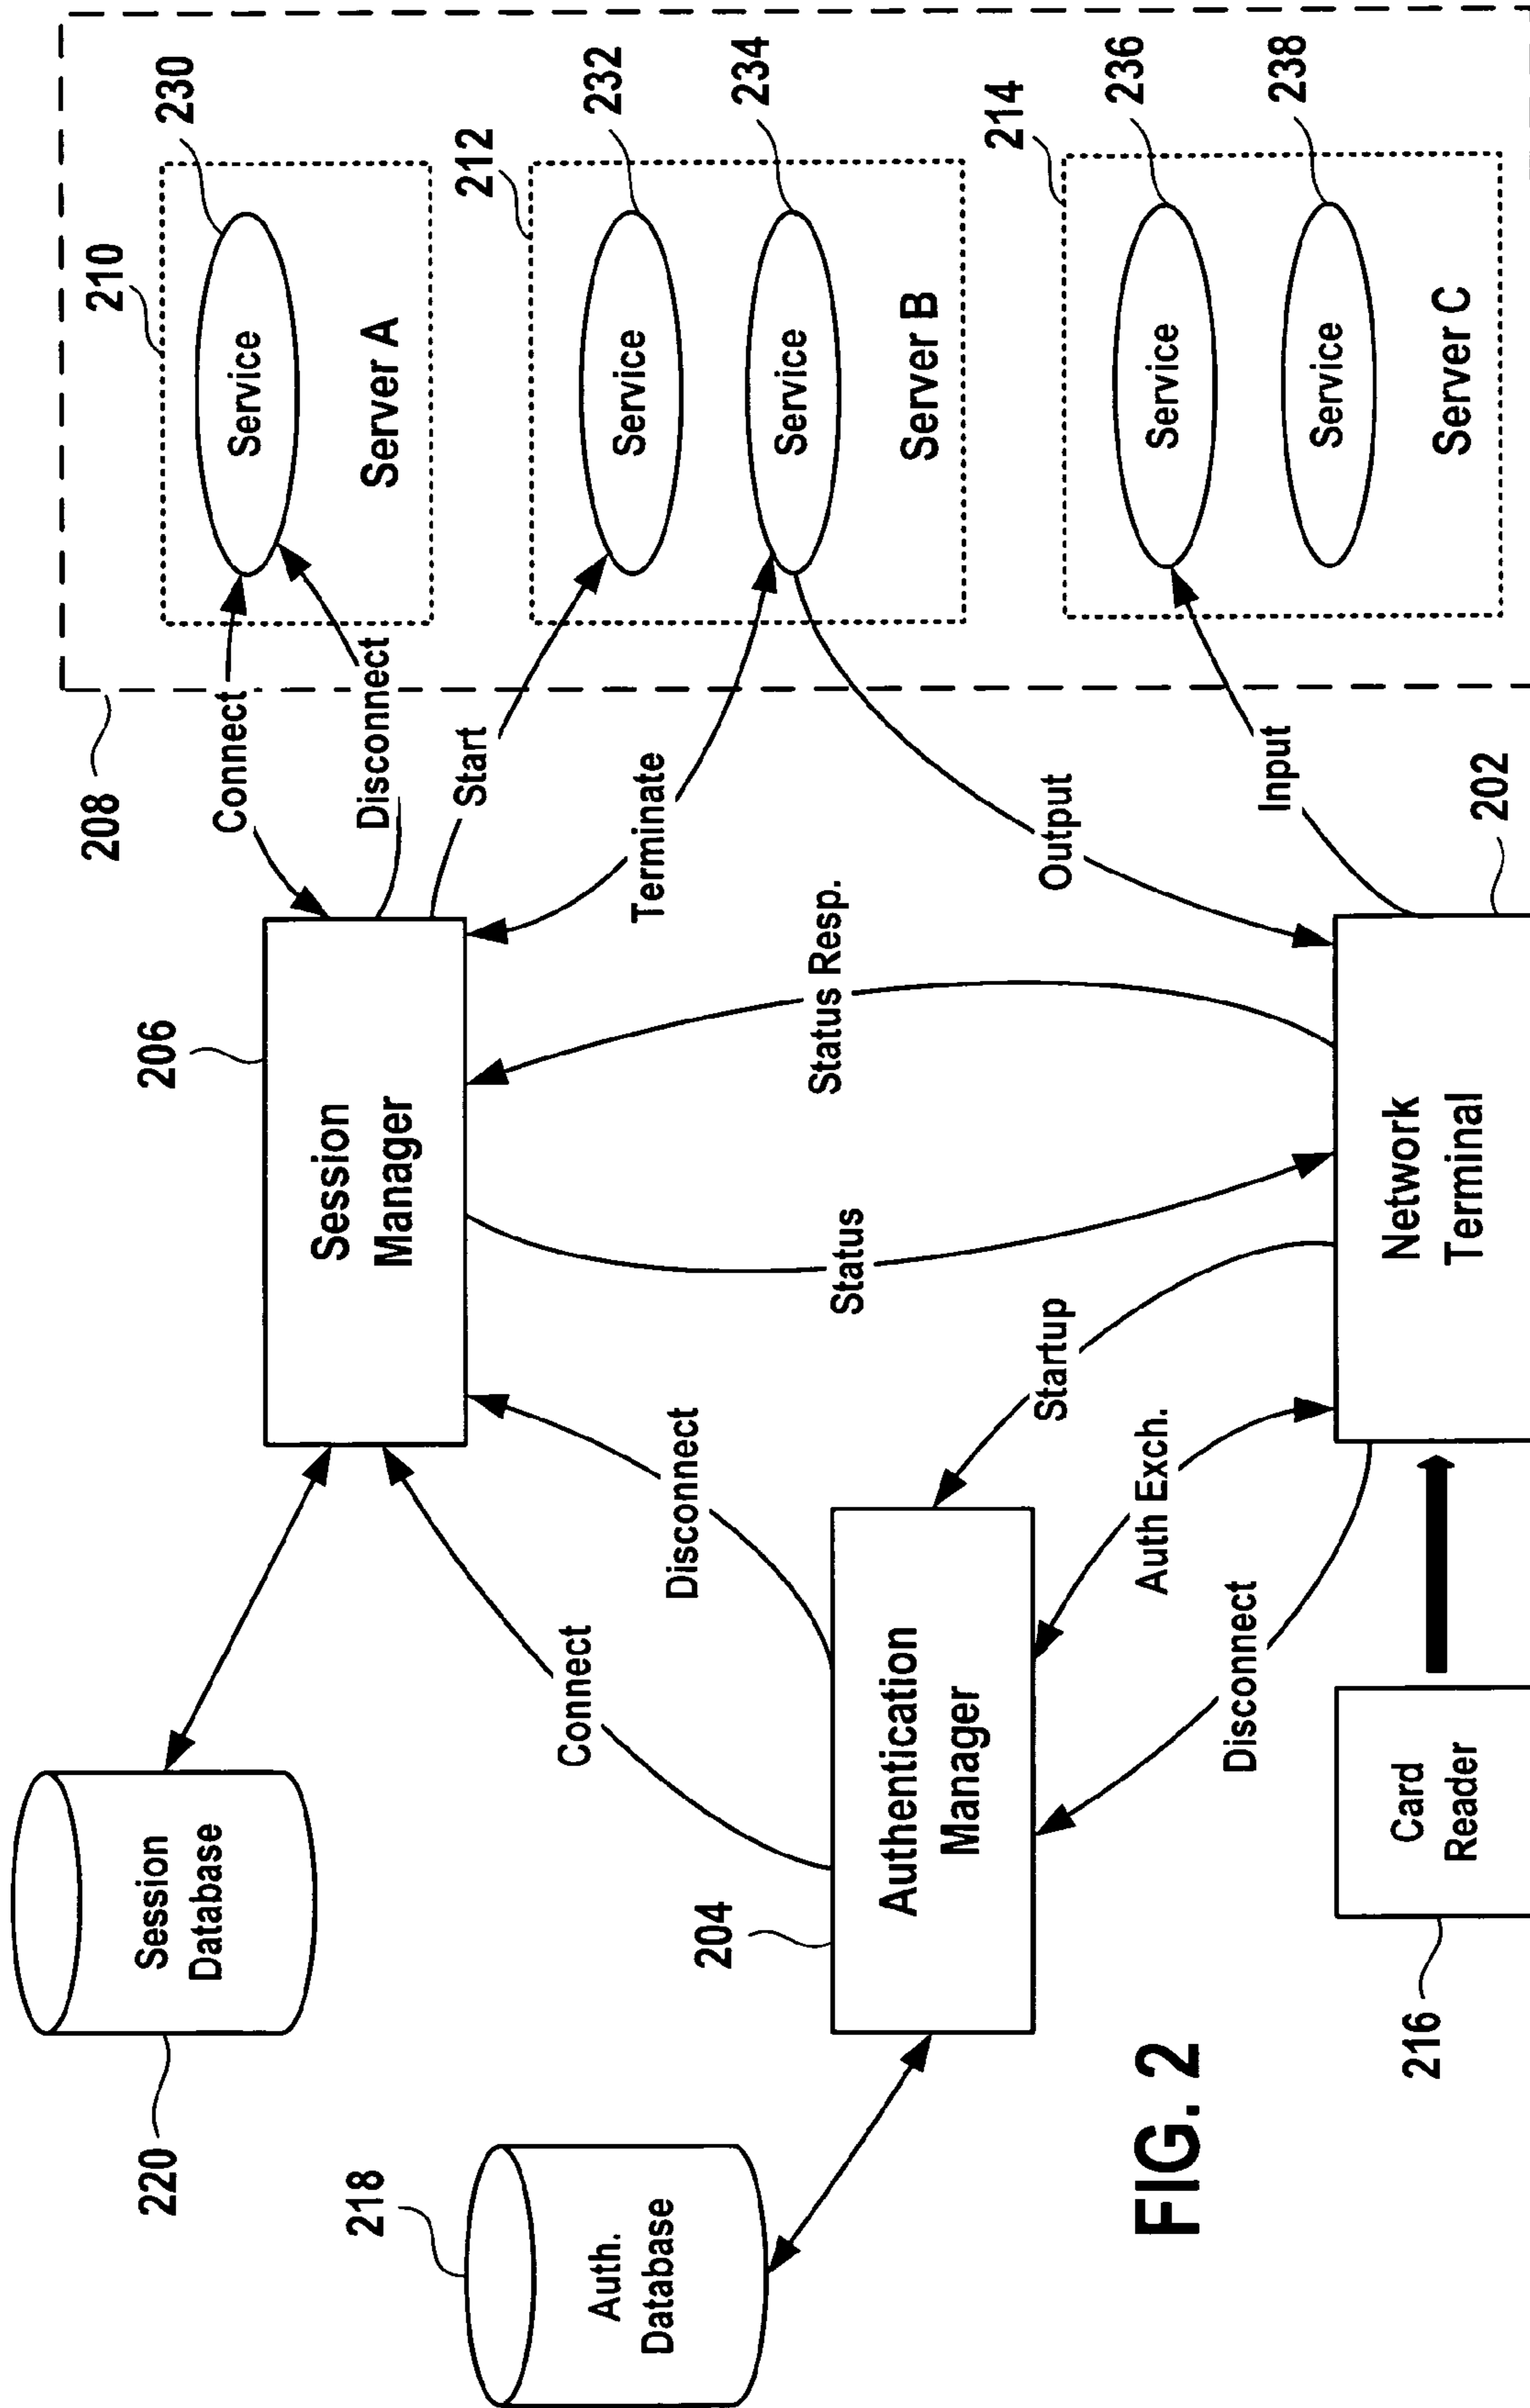 220
Session
Database
206
Session
Manager
208
210
230
Service
Server A
Connect
Disconnect
Start
212
232
Service
234
Service
Server B
Terminate
218
Auth.
Database
Connect
Disconnect
204
Authentication
Manager
Status
Status Resp.
Output
214
236
Service
238
Service
Server C
Input
Startup
Auth Exch.
Disconnect
202
Network
Terminal
216
Card
Reader
FIG. 2